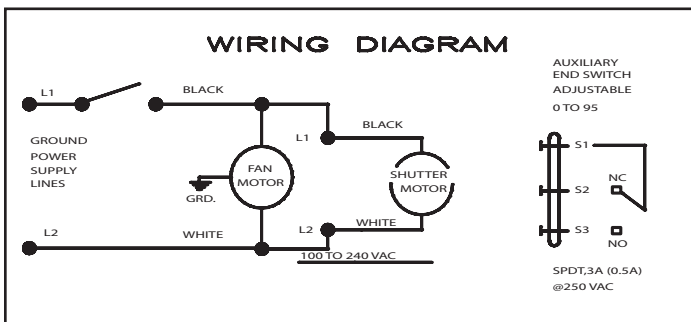 WIRING DIAGRAM
L1
BLACK
GROUND
POWER
SUPPLY
LINES
L2
FAN
MOTOR
GRD.
WHITE
L1
BLACK
SHUTTER
MOTOR
L2
WHITE
100 TO 240 VAC
AUXILIARY
END SWITCH
ADJUSTABLE
0 TO 95
S1
S2
NC
S3
NO
SPDT,3A (0.5A)
@250 VAC